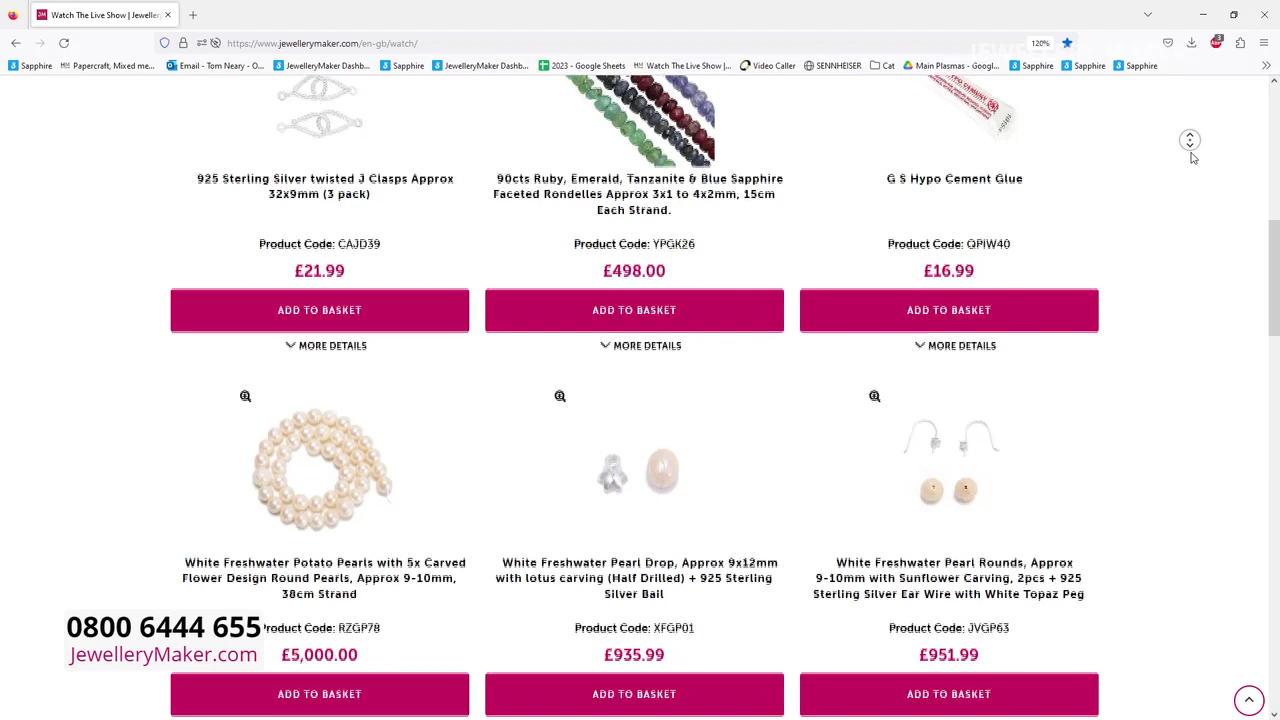 Watch The Live Show | Jeweller
https://www.jewellerymaker.com/en-gb/watch/
120%
3
Sapphire
Papercraft, Mixed me...
Email - Tom Neary - O...
JewelleryMaker Dashb...
Sapphire
JewelleryMaker Dashb...
2023 - Google Sheets
Watch The Live Show |...
Video Caller
SENNHEISER
Cat
Main Plasmas - Googl...
Sapphire
Sapphire
Sapphire
925 Sterling Silver twisted J Clasps Approx
32x9mm (3 pack)
Product Code: CAJD39
£21.99
ADD TO BASKET
MORE DETAILS
90cts Ruby, Emerald, Tanzanite & Blue Sapphire
Faceted Rondelles Approx 3x1 to 4x2mm, 15cm
Each Strand.
Product Code: YPGK26
£498.00
ADD TO BASKET
MORE DETAILS
G S Hypo Cement Glue
Product Code: QPIW40
£16.99
ADD TO BASKET
MORE DETAILS
White Freshwater Potato Pearls with 5x Carved
Flower Design Round Pearls, Approx 9-10mm,
38cm Strand
Product Code: RZGP78
£5,000.00
ADD TO BASKET
White Freshwater Pearl Drop, Approx 9x12mm
with lotus carving (Half Drilled) + 925 Sterling
Silver Bail
Product Code: XFGP01
£935.99
ADD TO BASKET
White Freshwater Pearl Rounds, Approx
9-10mm with Sunflower Carving, 2pcs + 925
Sterling Silver Ear Wire with White Topaz Peg
Product Code: JVGP63
£951.99
ADD TO BASKET
0800 6444 655
JewelleryMaker.com